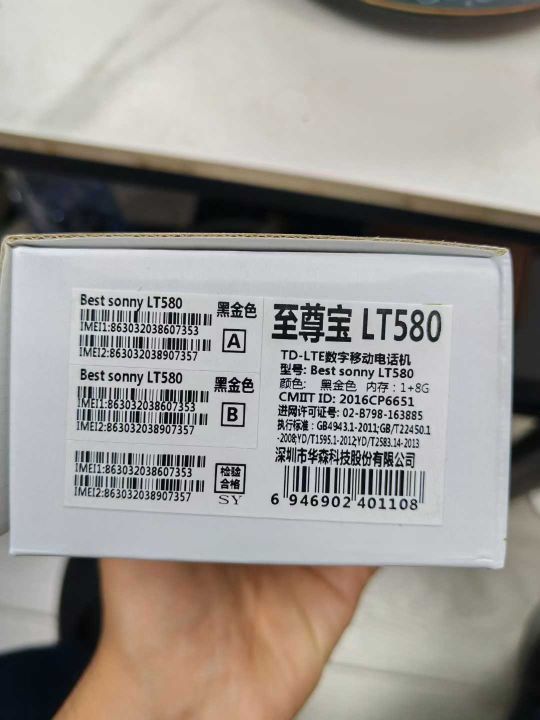 Best sonny LT580 黑金色
IMEI1:863032038607353
IMEI2:863032038907357
A
Best sonny LT580 黑金色
IMEI1:863032038607353
IMEI2:863032038907357
B
IMEI1:863032038607353
IMEI2:863032038907357
检验
合格
SY
至尊宝 LT580
TD-LTE数字移动电话机
型号: Best sonny LT580
颜色: 黑金色 内存: 1+8G
CMIIT ID: 2016CP6651
进网许可证号: 02-B798-163885
执行标准: GB4943.1-2011;GB/T22450.1
-2008;YD/T1595.1-2012;YD/T2583.14-2013
深圳市华森科技股份有限公司
6 946902 401108